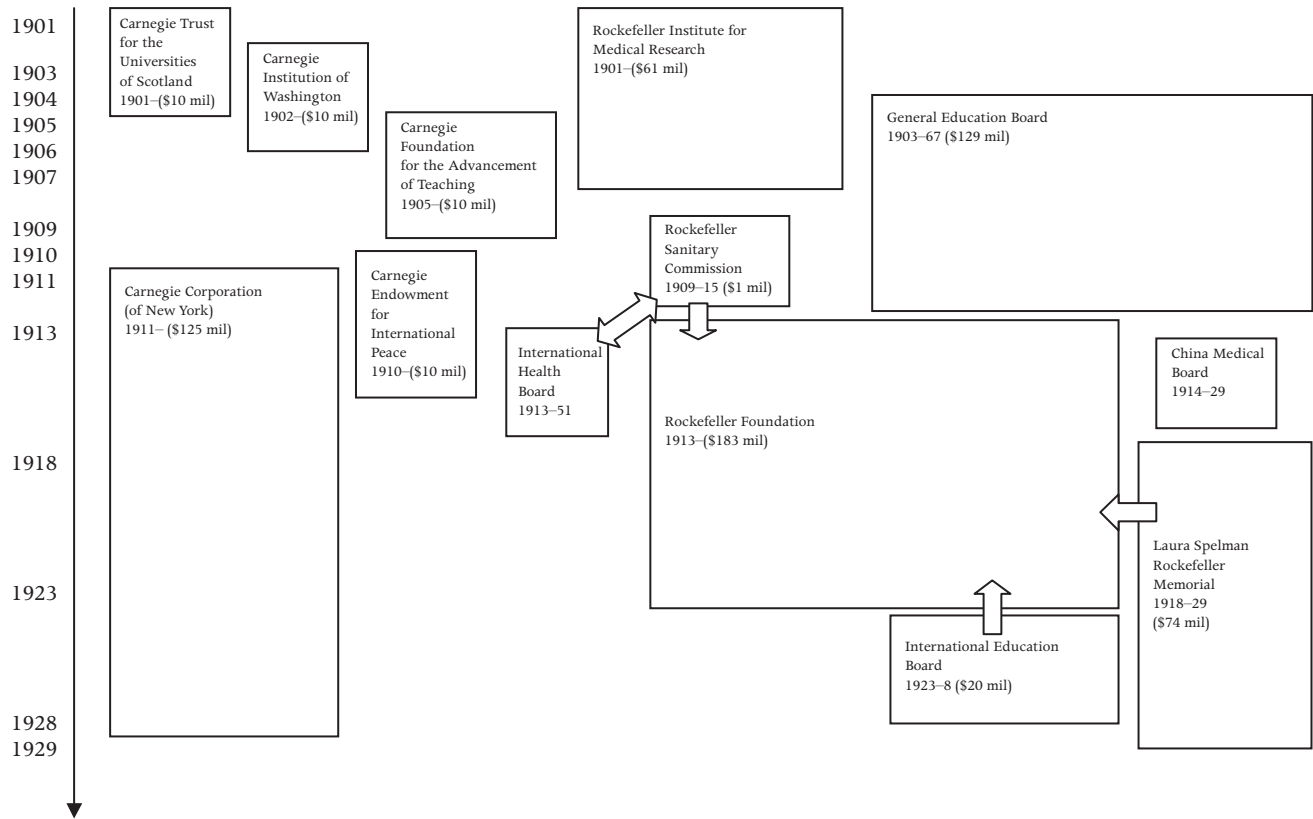 1901
1903
1904
1905
1906
1907
1909
1910
1911
1913
1918
1923
1928
1929
Carnegie Trust
for the
Universities
of Scotland
1901–($10 mil)
Carnegie
Institution of
Washington
1902–($10 mil)
Carnegie
Foundation
for the Advancement
of Teaching
1905–($10 mil)
Rockefeller Institute for
Medical Research
1901–($61 mil)
General Education Board
1903–67 ($129 mil)
Rockefeller
Sanitary
Commission
1909–15 ($1 mil)
Carnegie Corporation
(of New York)
1911– ($125 mil)
Carnegie
Endowment
for
International
Peace
1910–($10 mil)
International
Health
Board
1913–51
Rockefeller Foundation
1913–($183 mil)
China Medical
Board
1914–29
Laura Spelman
Rockefeller
Memorial
1918–29
($74 mil)
International Education
Board
1923–8 ($20 mil)